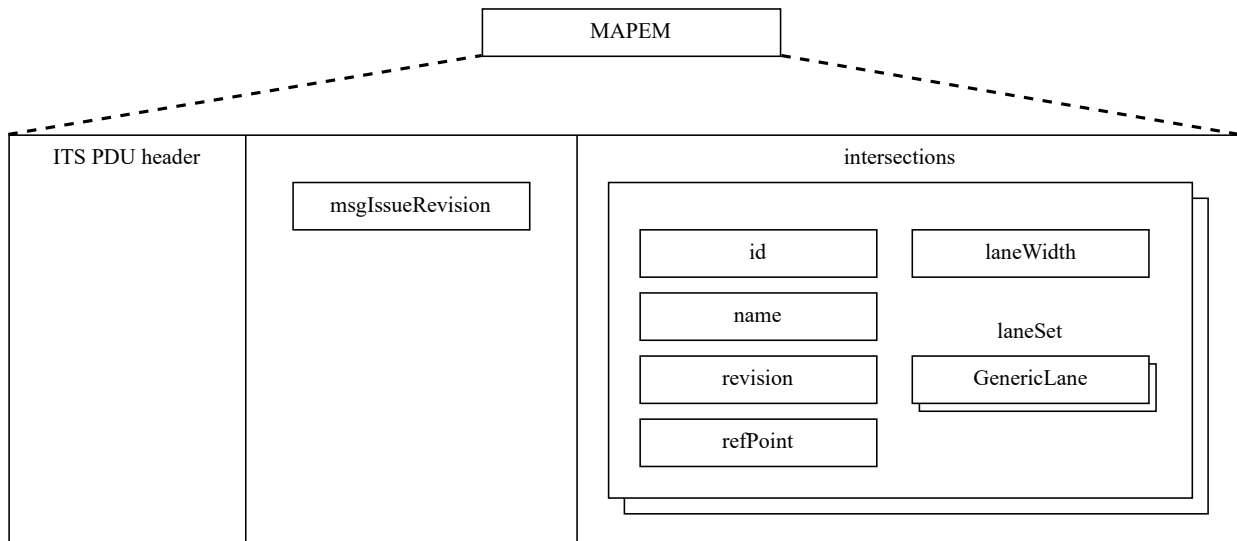 MAPEM
ITS PDU header
msgIssueRevision
intersections
id
name
revision
refPoint
laneWidth
laneSet
GenericLane